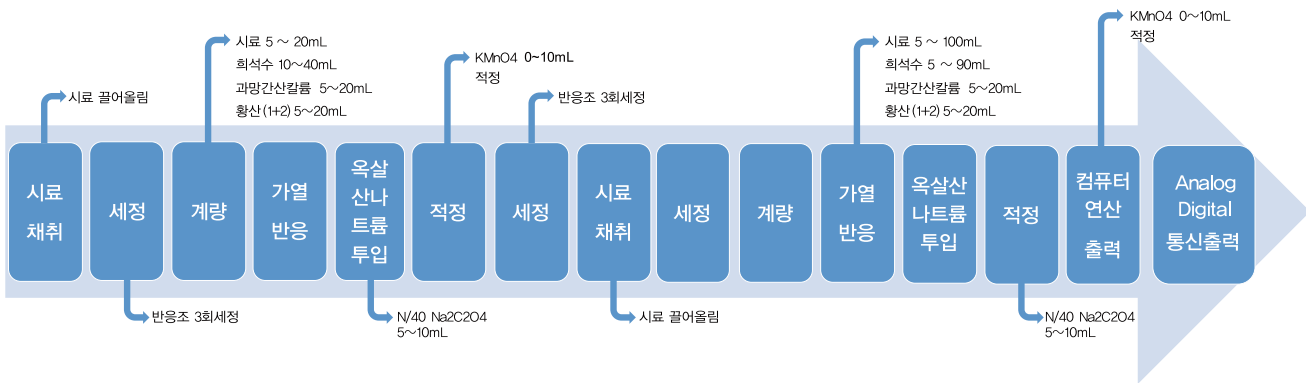 KMnO4 0~10mL
적정
시료 5 ~ 20mL
희석수 10~40mL
과망간산칼륨 5~20mL
황산(1+2) 5~20mL
KMnO4 0~10mL
적정
시료 5 ~ 100mL
희석수 5 ~ 90mL
과망간산칼륨 5~20mL
황산(1+2) 5~20mL
시료 끌어올림
반응조 3회세정
시료
채취
세정
계량
가열
반응
옥살
산나
트륨
투입
적정
세정
시료
채취
세정
계량
가열
반응
옥살산
나트륨
투입
적정
컴퓨터
연산
출력
Analog
Digital
통신출력
반응조 3회세정
N/40 Na2C2O4
5~10mL
시료 끌어올림
N/40 Na2C2O4
5~10mL